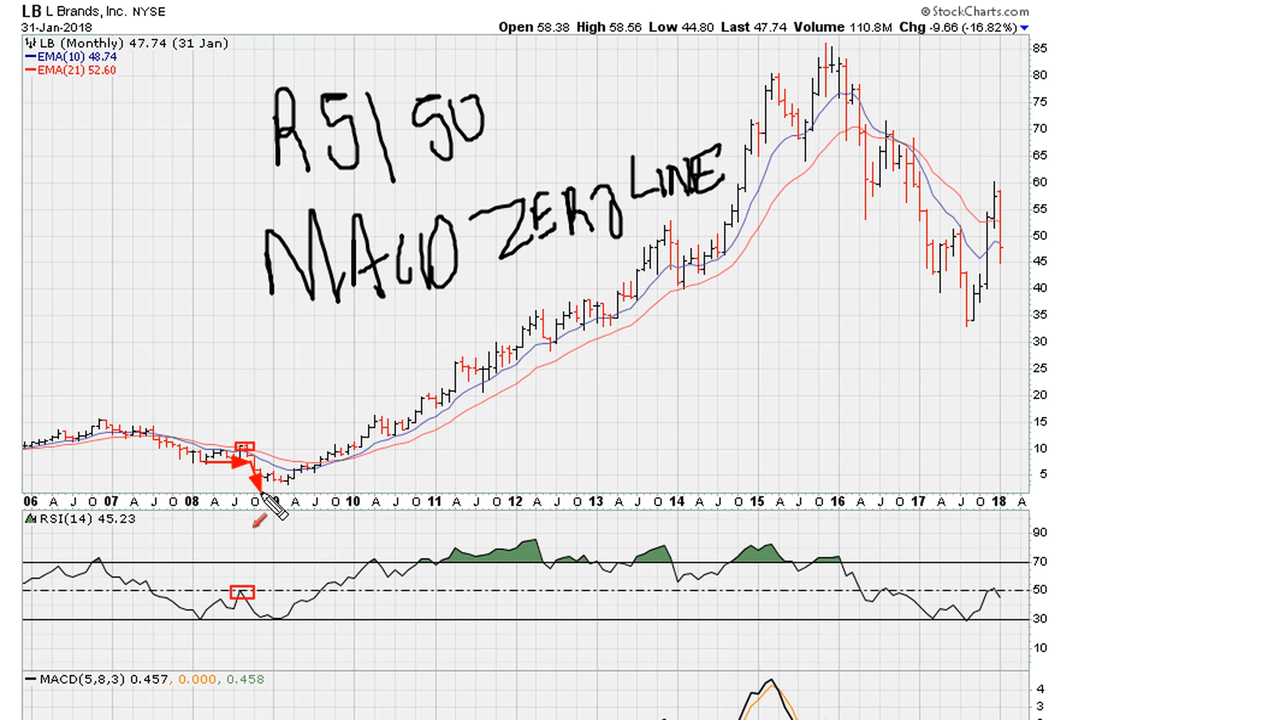 LB L Brands, Inc. NYSE © StockCharts.com
31-Jan-2018 Open 58.38 High 58.56 Low 44.80 Last 47.74 Volume 110.8M Chg -9.66 (-16.82%)
LB (Monthly) 47.74 (31 Jan)
EMA(10) 48.74
EMA(21) 52.60
RSI 50
MACD ZERO LINE
85
80
75
70
65
60
55
50
45
40
35
30
25
20
15
10
5
06 A J O 07 A J O 08 A J O 9 A J O 10 A J O 11 A J O 12 A J O 13 A J O 14 A J O 15 A J O 16 A J O 17 A J O 18 A
RSI(14) 45.23
90
70
50
30
10
MACD(5,8,3) 0.457, 0.000, 0.458
4
3